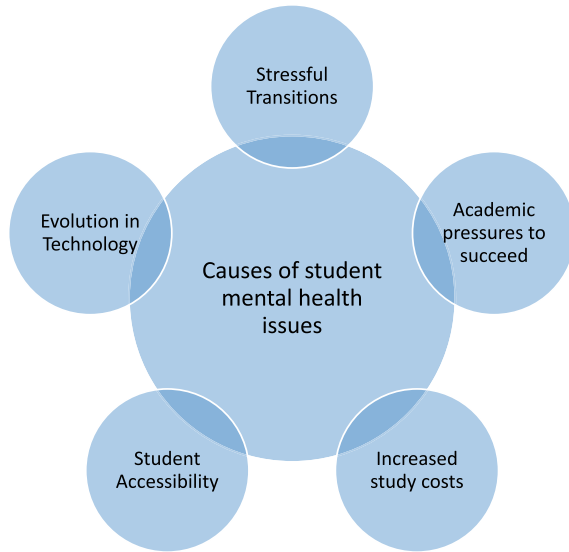 Stressful
Transitions
Evolution in
Technology
Academic
pressures to
succeed
Causes of student
mental health
issues
Student
Accessibility
Increased
study costs